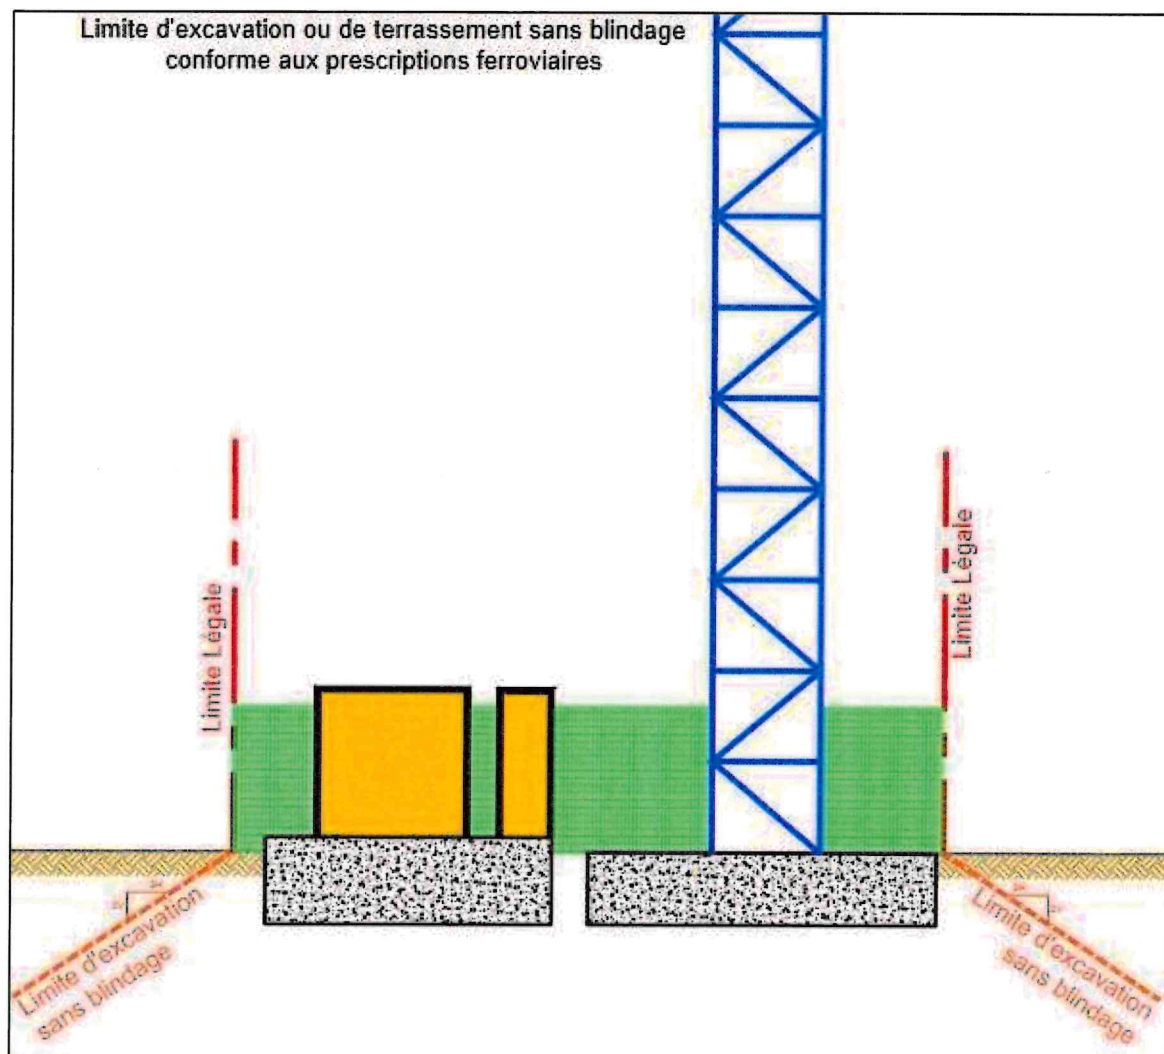 Limite d'excavation ou de terrassement sans blindage
conforme aux prescriptions ferroviaires
Limite Légale
Limite Légale
Limite d'excavation
sans blindage
Limite d'excavation
sans blindage